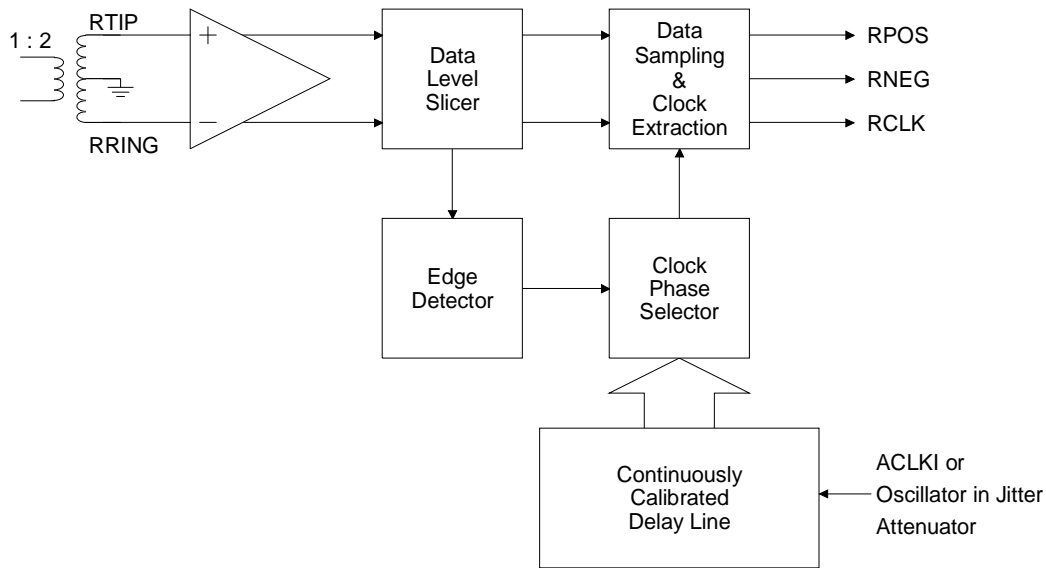 RTIP
1 : 2
+
−
RRING
Data
Level
Slicer
Data
Sampling
&
Clock
Extraction
RPOS
RNEG
RCLK
Edge
Detector
Clock
Phase
Selector
Continuously
Calibrated
Delay Line
ACLKI or
Oscillator in Jitter
Attenuator